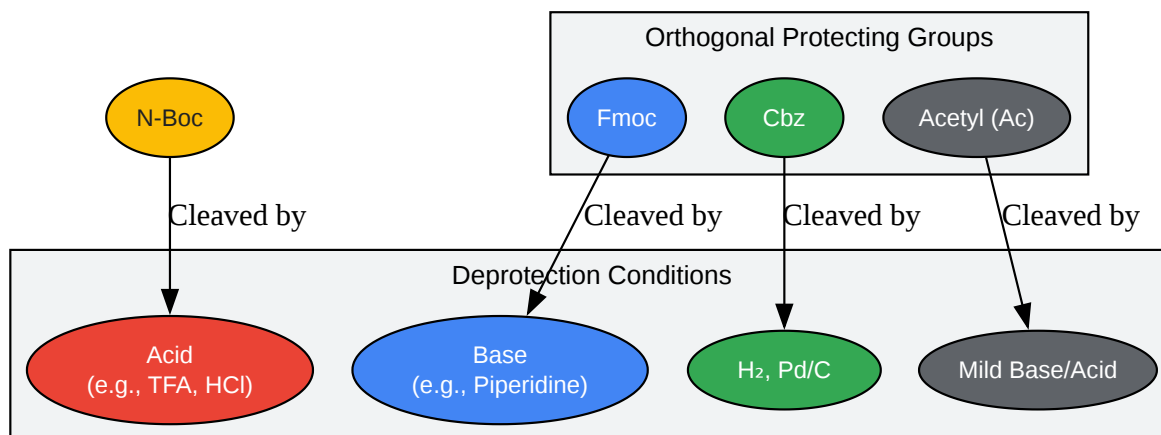 Orthogonal Protecting Groups
N-Boc
Fmoc
Cbz
Acetyl (Ac)
Cleaved by
Cleaved by
Cleaved by
Cleaved by
Deprotection Conditions
Acid
(e.g., TFA, HCl)
Base
(e.g., Piperidine)
H₂, Pd/C
Mild Base/Acid